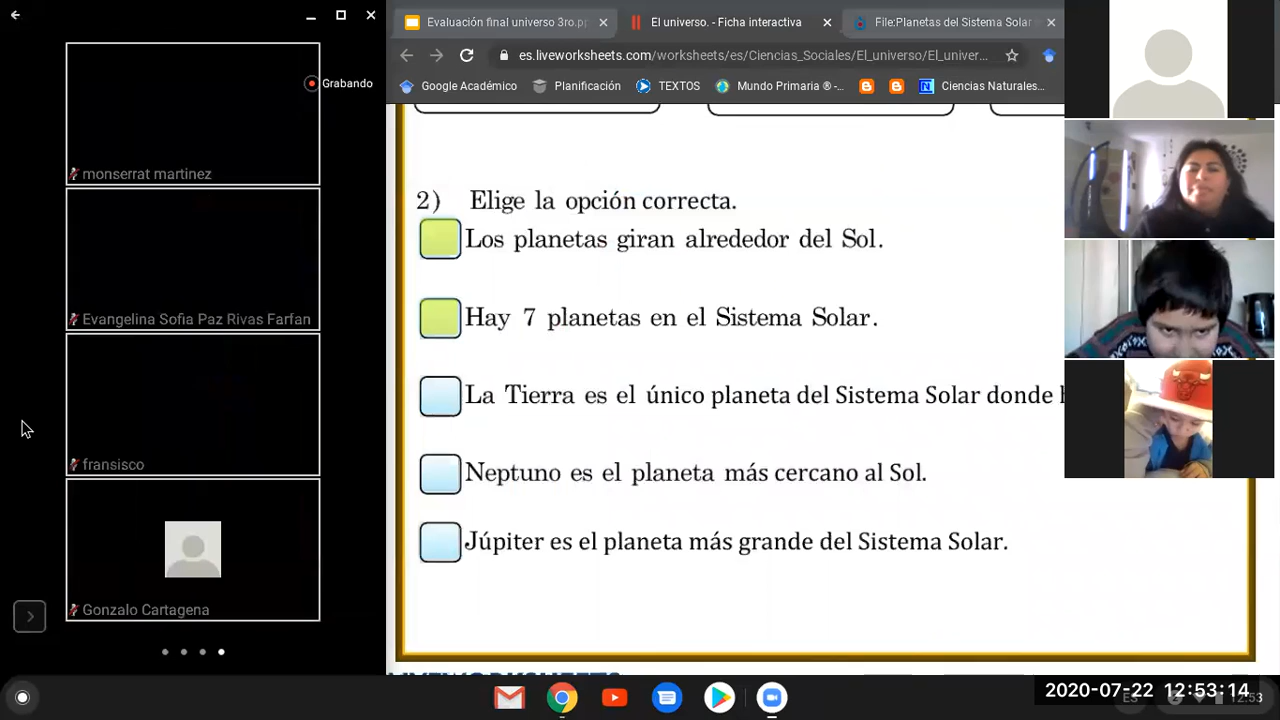 Grabando
monserrat martinez
Evangelina Sofia Paz Rivas Farfan
fransisco
Gonzalo Cartagena
Evaluación final universo 3ro.pp
El universo. - Ficha interactiva
File:Planetas del Sistema Solar
es.liveworksheets.com/worksheets/es/Ciencias_Sociales/El_universo/El_univer...
Google Académico
Planificación
TEXTOS
Mundo Primaria ® -...
Ciencias Naturales...
2) Elige la opción correcta.
Los planetas giran alrededor del Sol.
Hay 7 planetas en el Sistema Solar.
La Tierra es el único planeta del Sistema Solar donde
Neptuno es el planeta más cercano al Sol.
Júpiter es el planeta más grande del Sistema Solar.
2020-07-22 12:53:14